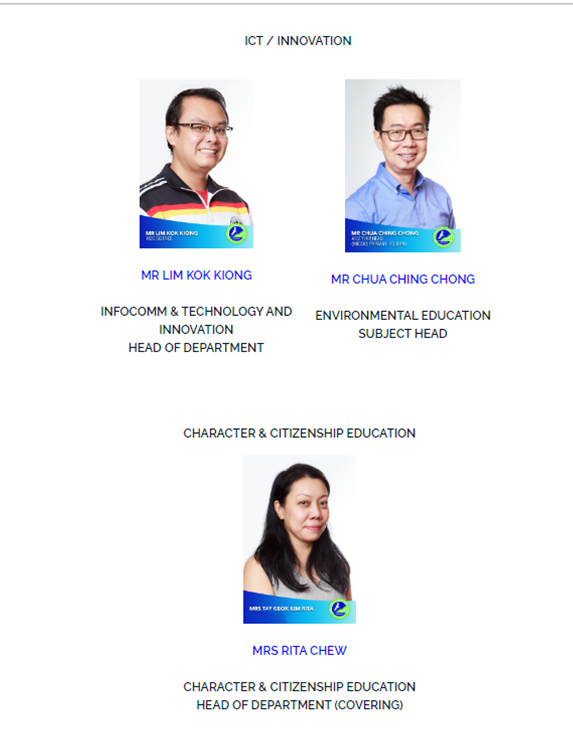 ICT / INNOVATION
MR LIM KOK KIONG
HOD SCIENCE
MR CHUA CHING CHONG
MR LIM KOK KIONG
MR CHUA CHING CHONG
INFOCOMM & TECHNOLOGY AND
INNOVATION
HEAD OF DEPARTMENT
ENVIRONMENTAL EDUCATION
SUBJECT HEAD
CHARACTER & CITIZENSHIP EDUCATION
MRS TAY GEOK KIM RITA
MRS RITA CHEW
CHARACTER & CITIZENSHIP EDUCATION
HEAD OF DEPARTMENT (COVERING)